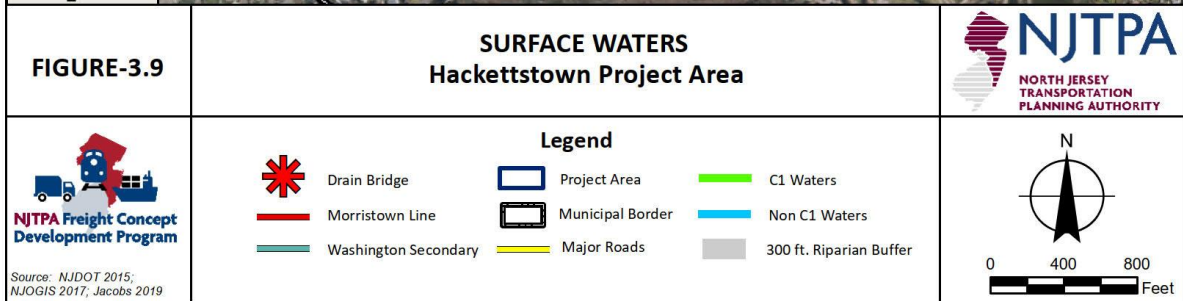 FIGURE-3.9
SURFACE WATERS
Hackettstown Project Area
NJTPA
NORTH JERSEY
TRANSPORTATION
PLANNING AUTHORITY
NJTPA Freight Concept
Development Program
Source: NJDOT 2015;
NJOGIS 2017; Jacobs 2019
Legend
Drain Bridge
Project Area
C1 Waters
Morristown Line
Municipal Border
Non C1 Waters
Washington Secondary
Major Roads
300 ft. Riparian Buffer
N
0 400 800
Feet